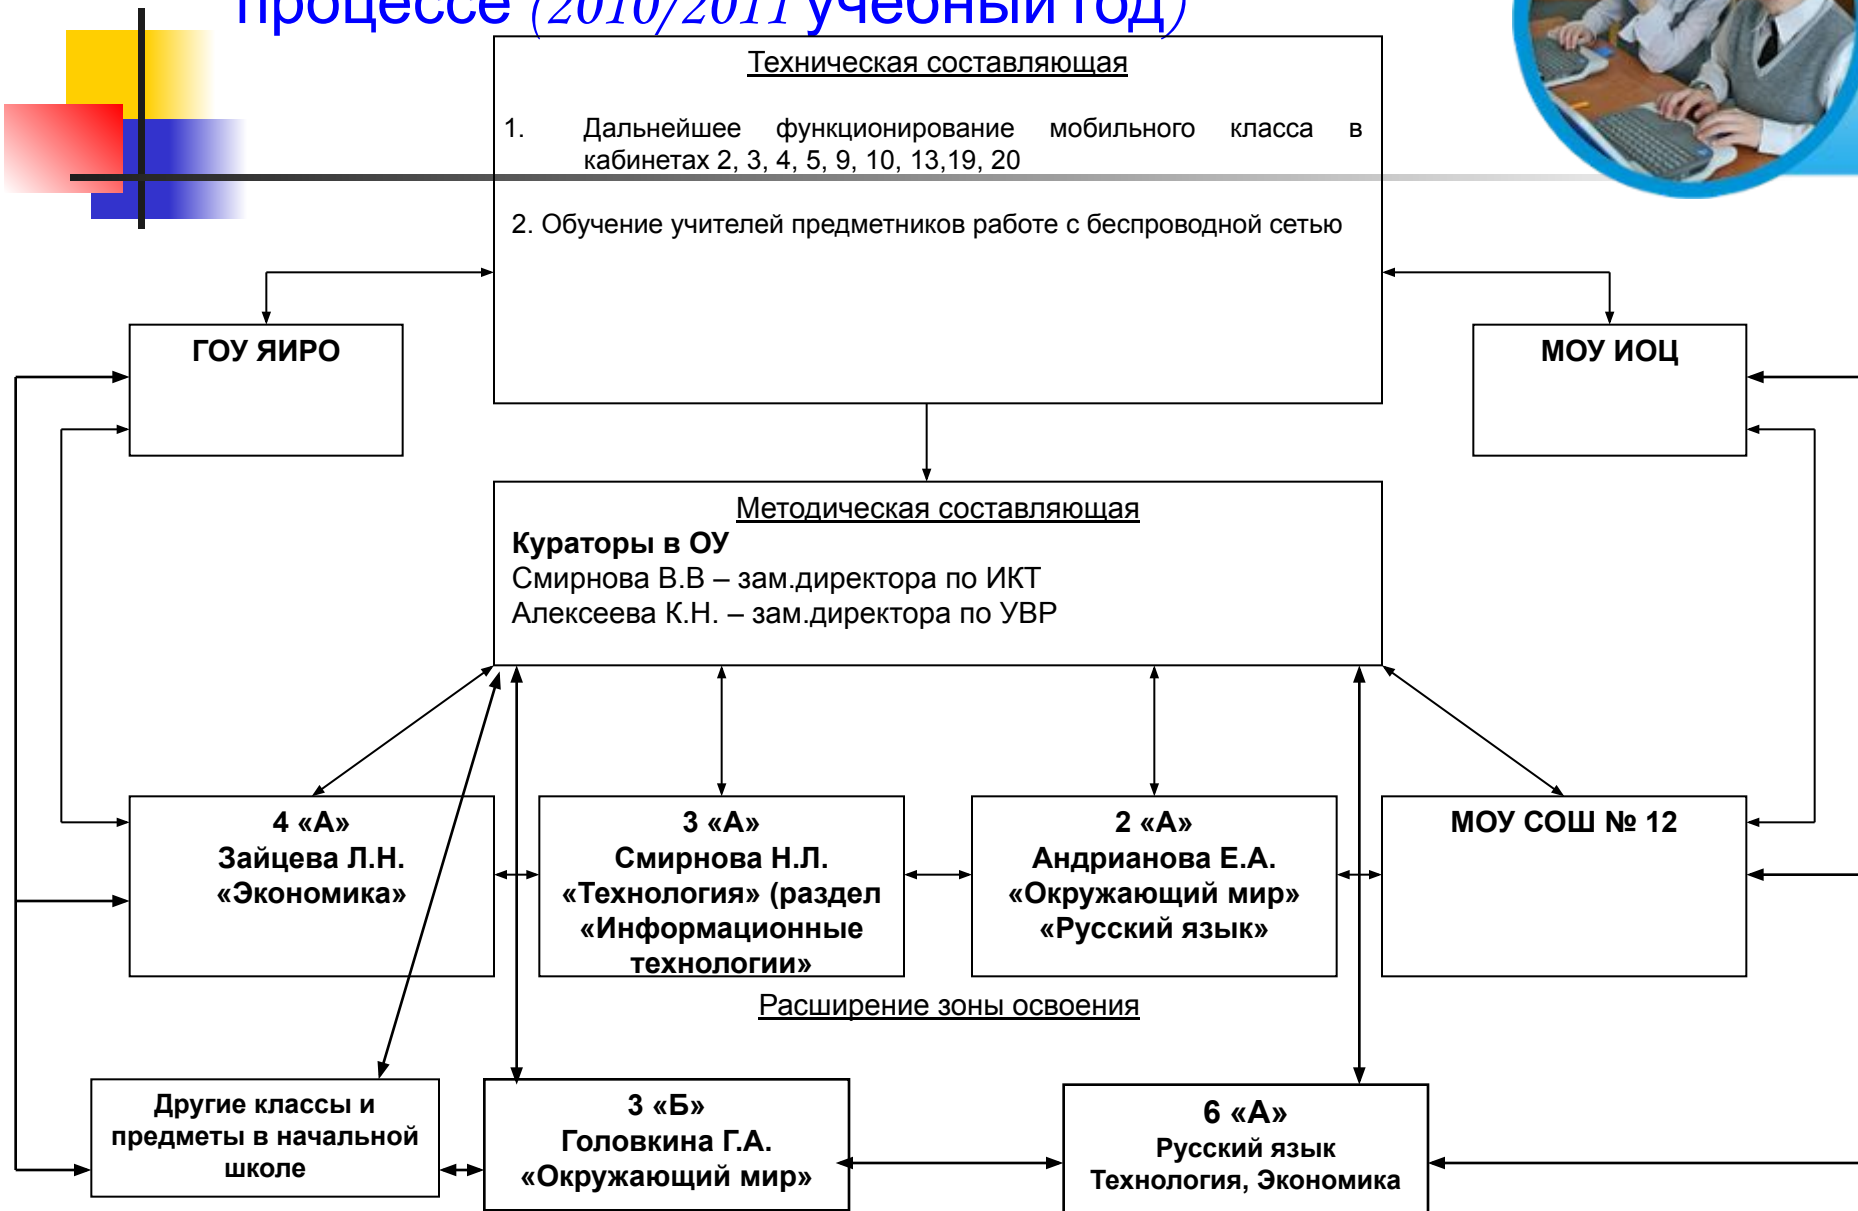 процессе (2010/2011 учебный год)
Техническая составляющая
1. Дальнейшее функционирование мобильного класса в
кабинетах 2, 3, 4, 5, 9, 10, 13,19, 20
2. Обучение учителей предметников работе с беспроводной сетью
ГОУ ЯИРО
МОУ ИОЦ
Методическая составляющая
Кураторы в ОУ
Смирнова В.В – зам.директора по ИКТ
Алексеева К.Н. – зам.директора по УВР
4 «А»
Зайцева Л.Н.
«Экономика»
3 «А»
Смирнова Н.Л.
«Технология» (раздел
«Информационные
технологии»
2 «А»
Андрианова Е.А.
«Окружающий мир»
«Русский язык»
МОУ СОШ № 12
Расширение зоны освоения
Другие классы и
предметы в начальной
школе
3 «Б»
Головкина Г.А.
«Окружающий мир»
6 «А»
Русский язык
Технология, Экономика